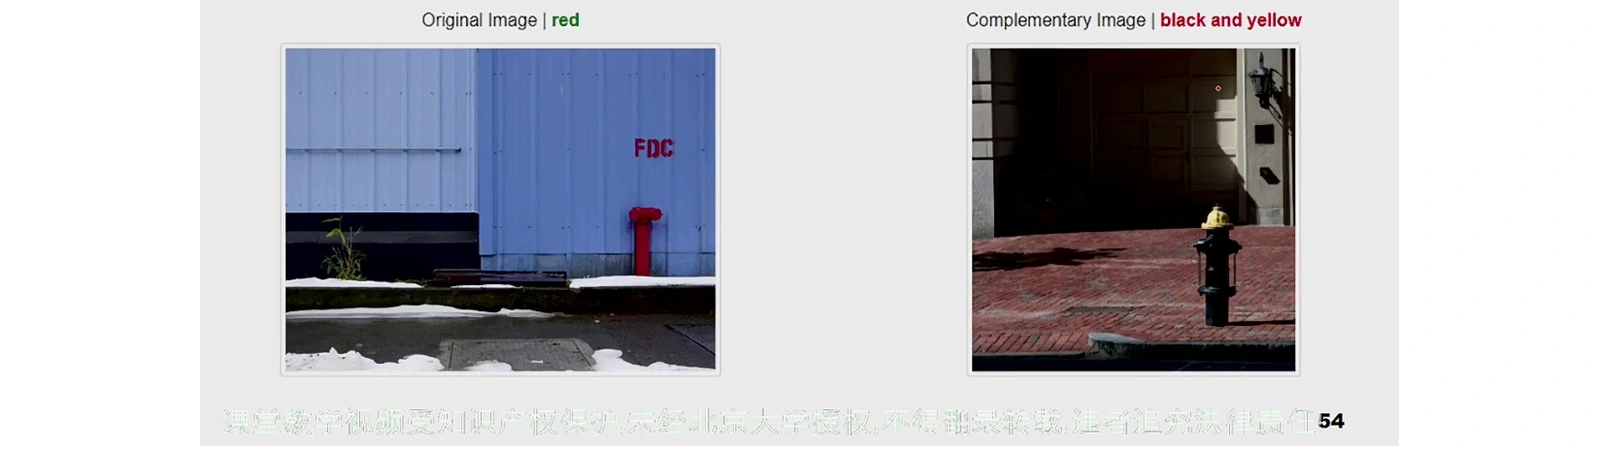 Original Image | red
Complementary Image | black and yellow
FDC
课堂教学视频受知识产权保护,未经北京大学授权,不得翻录转载,违者追究法律责任
54